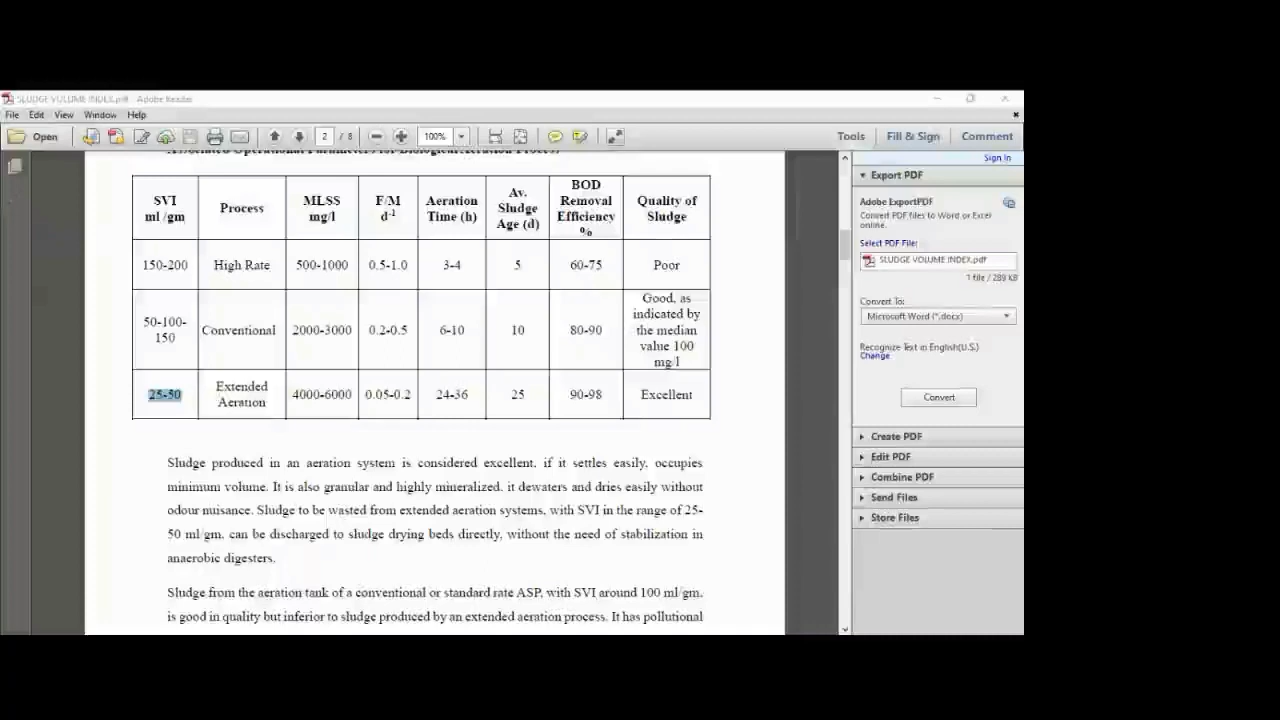 SLUDGE VOLUME INDEX.pdf - Adobe Reader
File Edit View Window Help
Open 2 / 8 100% Tools Fill & Sign Comment
Sign In
Associated Operational Parameters for Biological Aeration Process
SVI ml /gm Process MLSS mg/l F/M d-1 Aeration Time (h) Av. Sludge Age (d) BOD Removal Efficiency % Quality of Sludge
150-200 High Rate 500-1000 0.5-1.0 3-4 5 60-75 Poor
50-100-150 Conventional 2000-3000 0.2-0.5 6-10 10 80-90 Good, as indicated by the median value 100 mg/l
25-50 Extended Aeration 4000-6000 0.05-0.2 24-36 25 90-98 Excellent
Sludge produced in an aeration system is considered excellent, if it settles easily, occupies
minimum volume. It is also granular and highly mineralized, it dewaters and dries easily without
odour nuisance. Sludge to be wasted from extended aeration systems, with SVI in the range of 25-
50 ml/gm, can be discharged to sludge drying beds directly, without the need of stabilization in
anaerobic digesters.
Sludge from the aeration tank of a conventional or standard rate ASP, with SVI around 100 ml/gm,
is good in quality but inferior to sludge produced by an extended aeration process. It has pollutional
Export PDF
Adobe ExportPDF
Convert PDF files to Word or Excel
online.
Select PDF File:
SLUDGE VOLUME INDEX.pdf
1 file / 289 KB
Convert To:
Microsoft Word (*.docx)
Recognize Text in English(U.S.)
Change
Convert
Create PDF
Edit PDF
Combine PDF
Send Files
Store Files